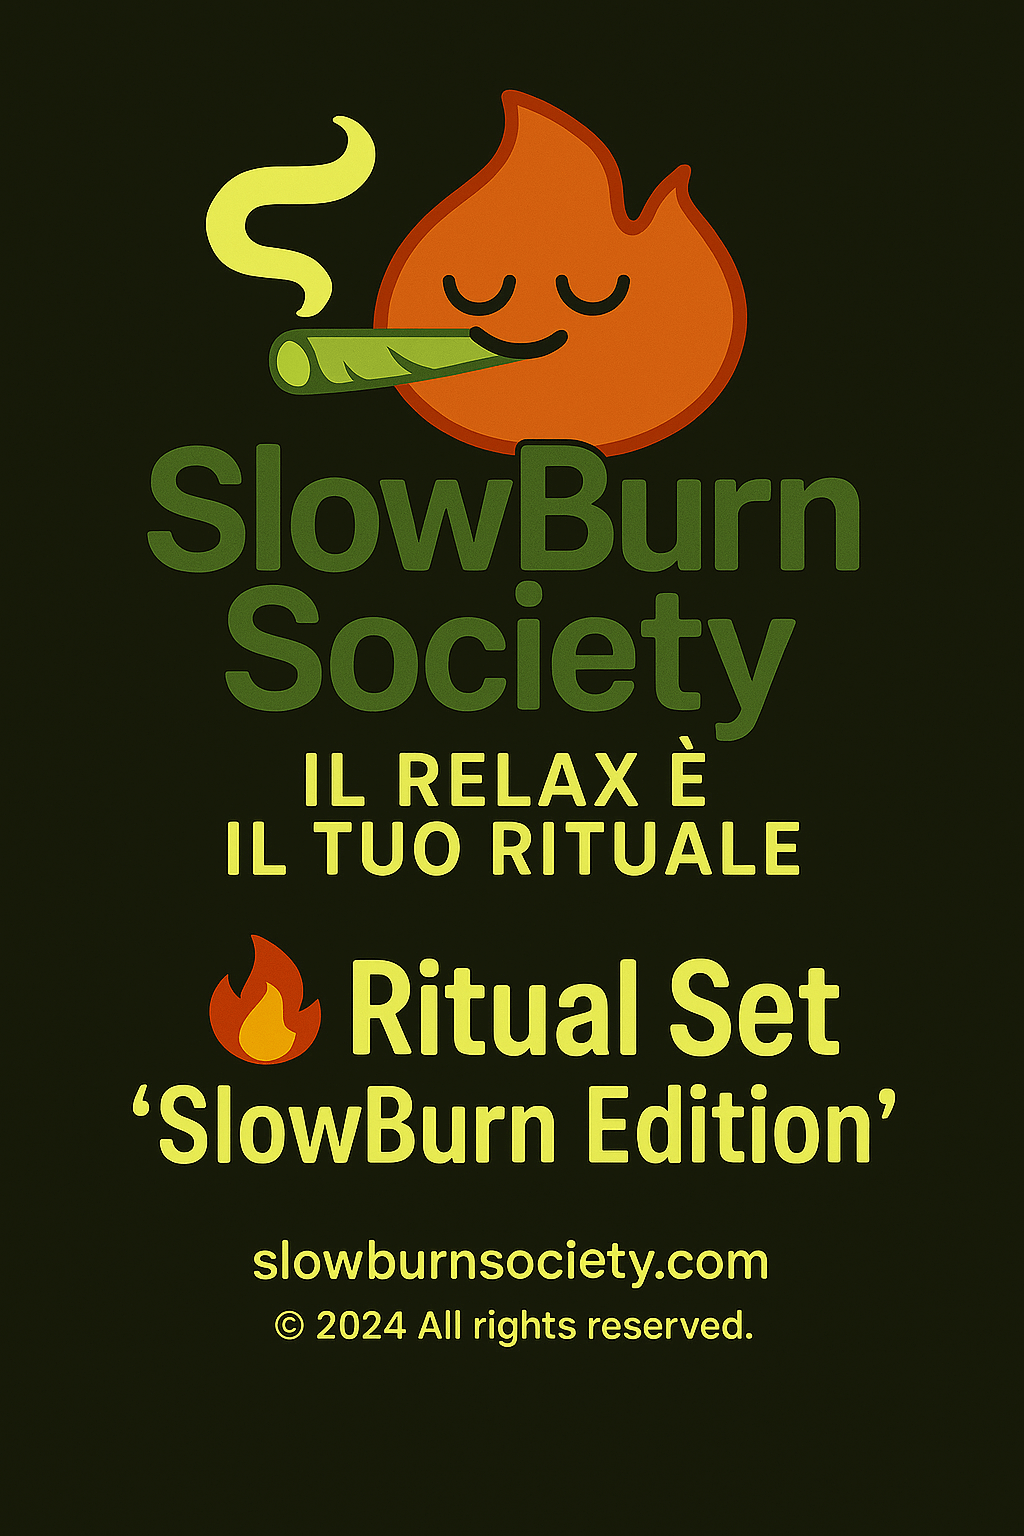 SlowBurn
Society
IL RELAX È
IL TUO RITUALE
Ritual Set
‘SlowBurn Edition’
slowburnsociety.com
© 2024 All rights reserved.